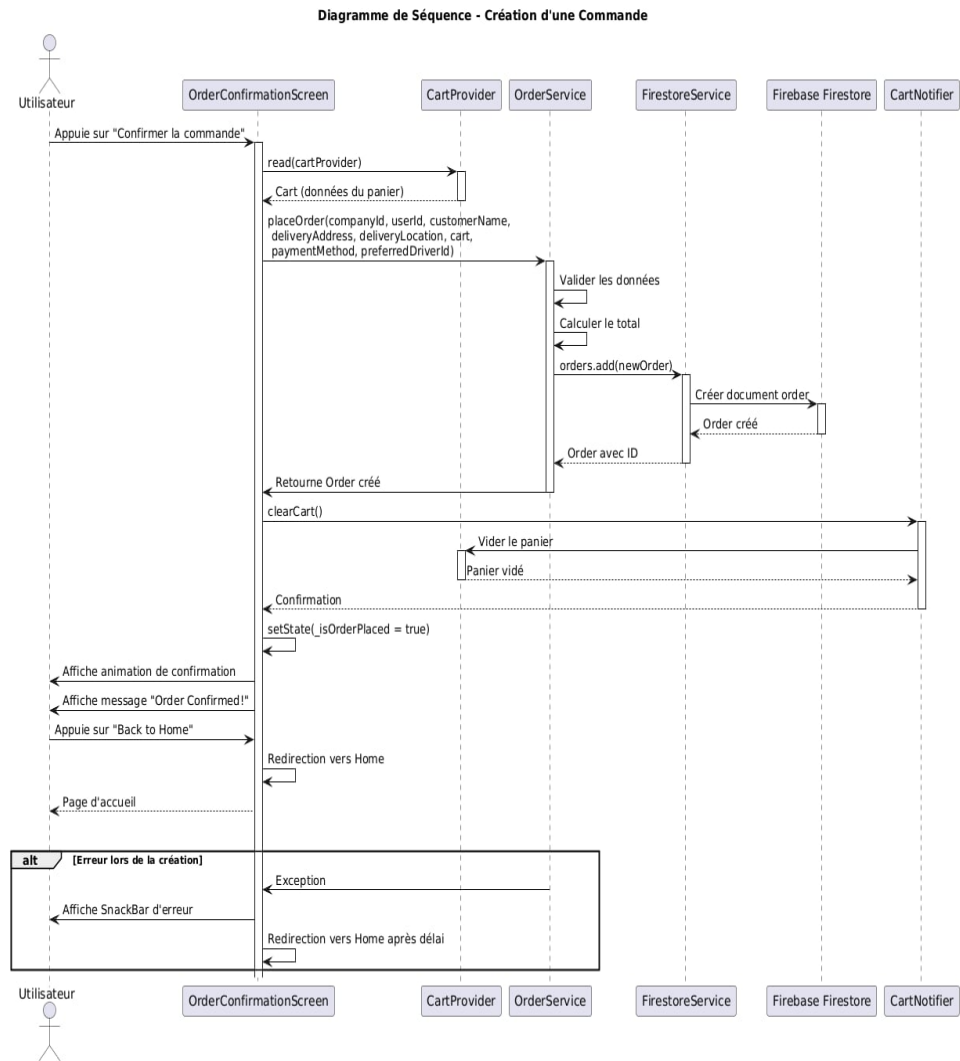 Diagramme de Séquence - Création d'une Commande
Utilisateur
OrderConfirmationScreen
CartProvider
OrderService
FirestoreService
Firebase Firestore
CartNotifier
Appuie sur "Confirmer la commande"
read(cartProvider)
Cart (données du panier)
placeOrder(companyId, userId, customerName,
deliveryAddress, deliveryLocation, cart,
paymentMethod, preferredDriverId)
Valider les données
Calculer le total
orders.add(newOrder)
Créer document order
Order créé
Order avec ID
Retourne Order créé
clearCart()
Vider le panier
Panier vidé
Confirmation
setState(_isOrderPlaced = true)
Affiche animation de confirmation
Affiche message "Order Confirmed!"
Appuie sur "Back to Home"
Redirection vers Home
Page d'accueil
alt
[Erreur lors de la création]
Exception
Affiche SnackBar d'erreur
Redirection vers Home après délai
Utilisateur
OrderConfirmationScreen
CartProvider
OrderService
FirestoreService
Firebase Firestore
CartNotifier